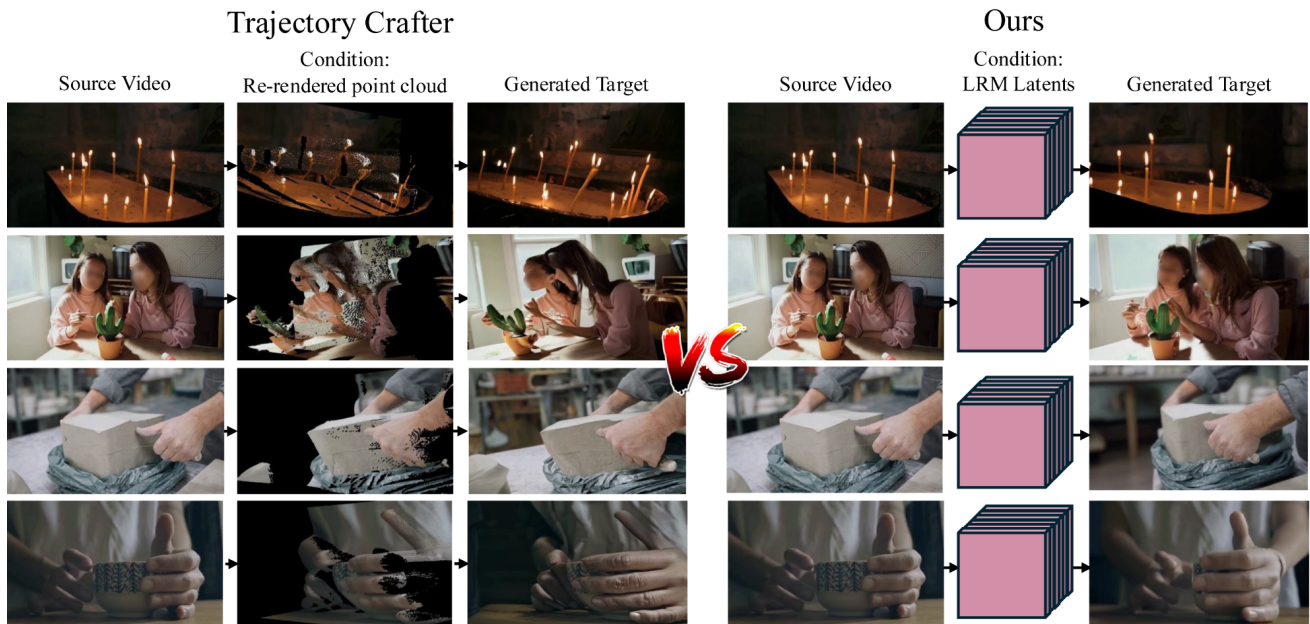 Trajectory Crafter
Ours
Condition:
Condition:
Source Video
Re-rendered point cloud
Generated Target
Source Video
LRM Latents
Generated Target
VS